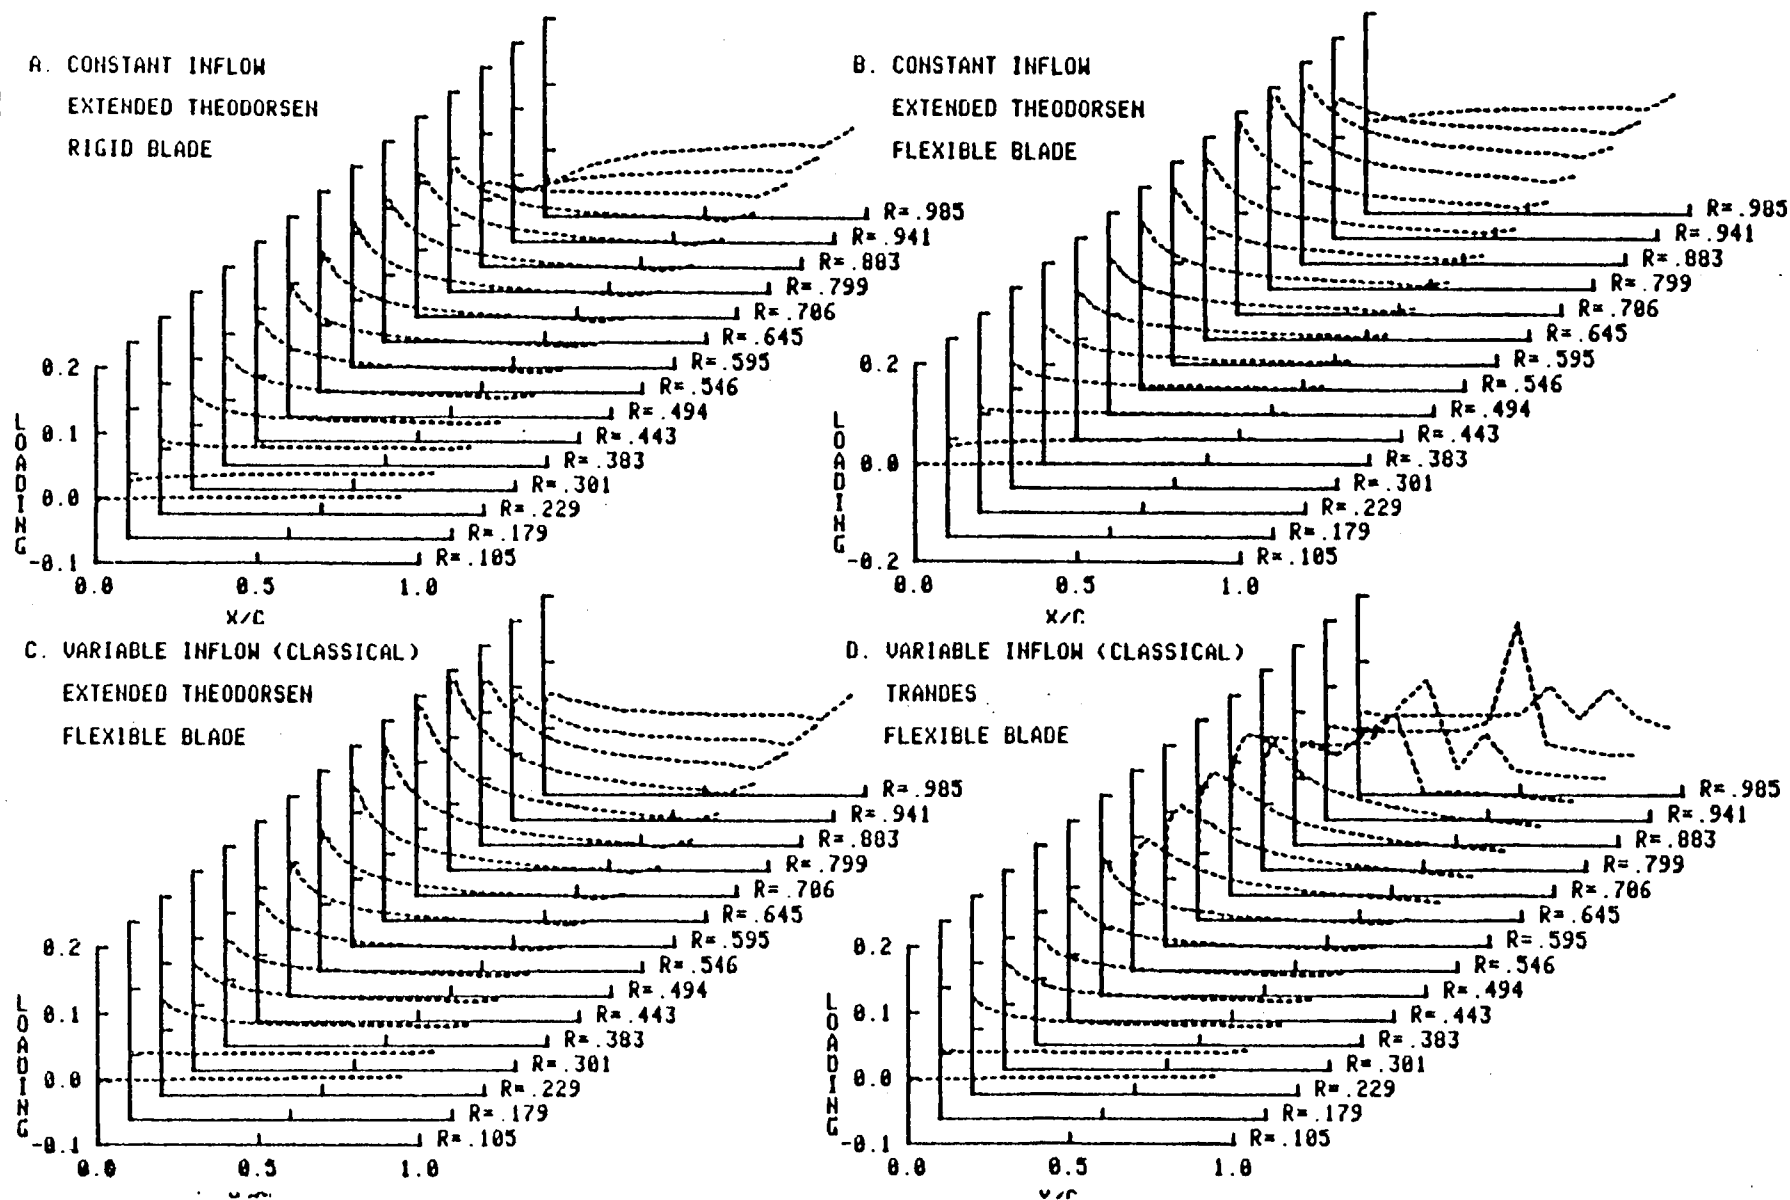 A. CONSTANT INFLOW
EXTENDED THEODORSEN
RIGID BLADE
R=.985
R=.941
R=.883
R=.799
R=.706
R=.645
R=.595
R=.546
R=.494
R=.443
R=.383
R=.301
R=.229
R=.179
R=.105
0.2
0.1
0.0
-0.1
LOADING
0.0 0.5 1.0
X/C
B. CONSTANT INFLOW
EXTENDED THEODORSEN
FLEXIBLE BLADE
R=.985
R=.941
R=.883
R=.799
R=.706
R=.645
R=.595
R=.546
R=.494
R=.443
R=.383
R=.301
R=.229
R=.179
R=.105
0.2
0.0
-0.2
LOADING
0.0 0.5 1.0
X/C
C. VARIABLE INFLOW (CLASSICAL)
EXTENDED THEODORSEN
FLEXIBLE BLADE
R=.985
R=.941
R=.883
R=.799
R=.706
R=.645
R=.595
R=.546
R=.494
R=.443
R=.383
R=.301
R=.229
R=.179
R=.105
0.2
0.1
0.0
-0.1
LOADING
0.0 0.5 1.0
D. VARIABLE INFLOW (CLASSICAL)
TRANDES
FLEXIBLE BLADE
R=.985
R=.941
R=.883
R=.799
R=.706
R=.645
R=.595
R=.546
R=.494
R=.443
R=.383
R=.301
R=.229
R=.179
R=.105
0.2
0.1
0.0
-0.1
LOADING
0.0 0.5 1.0
X/C